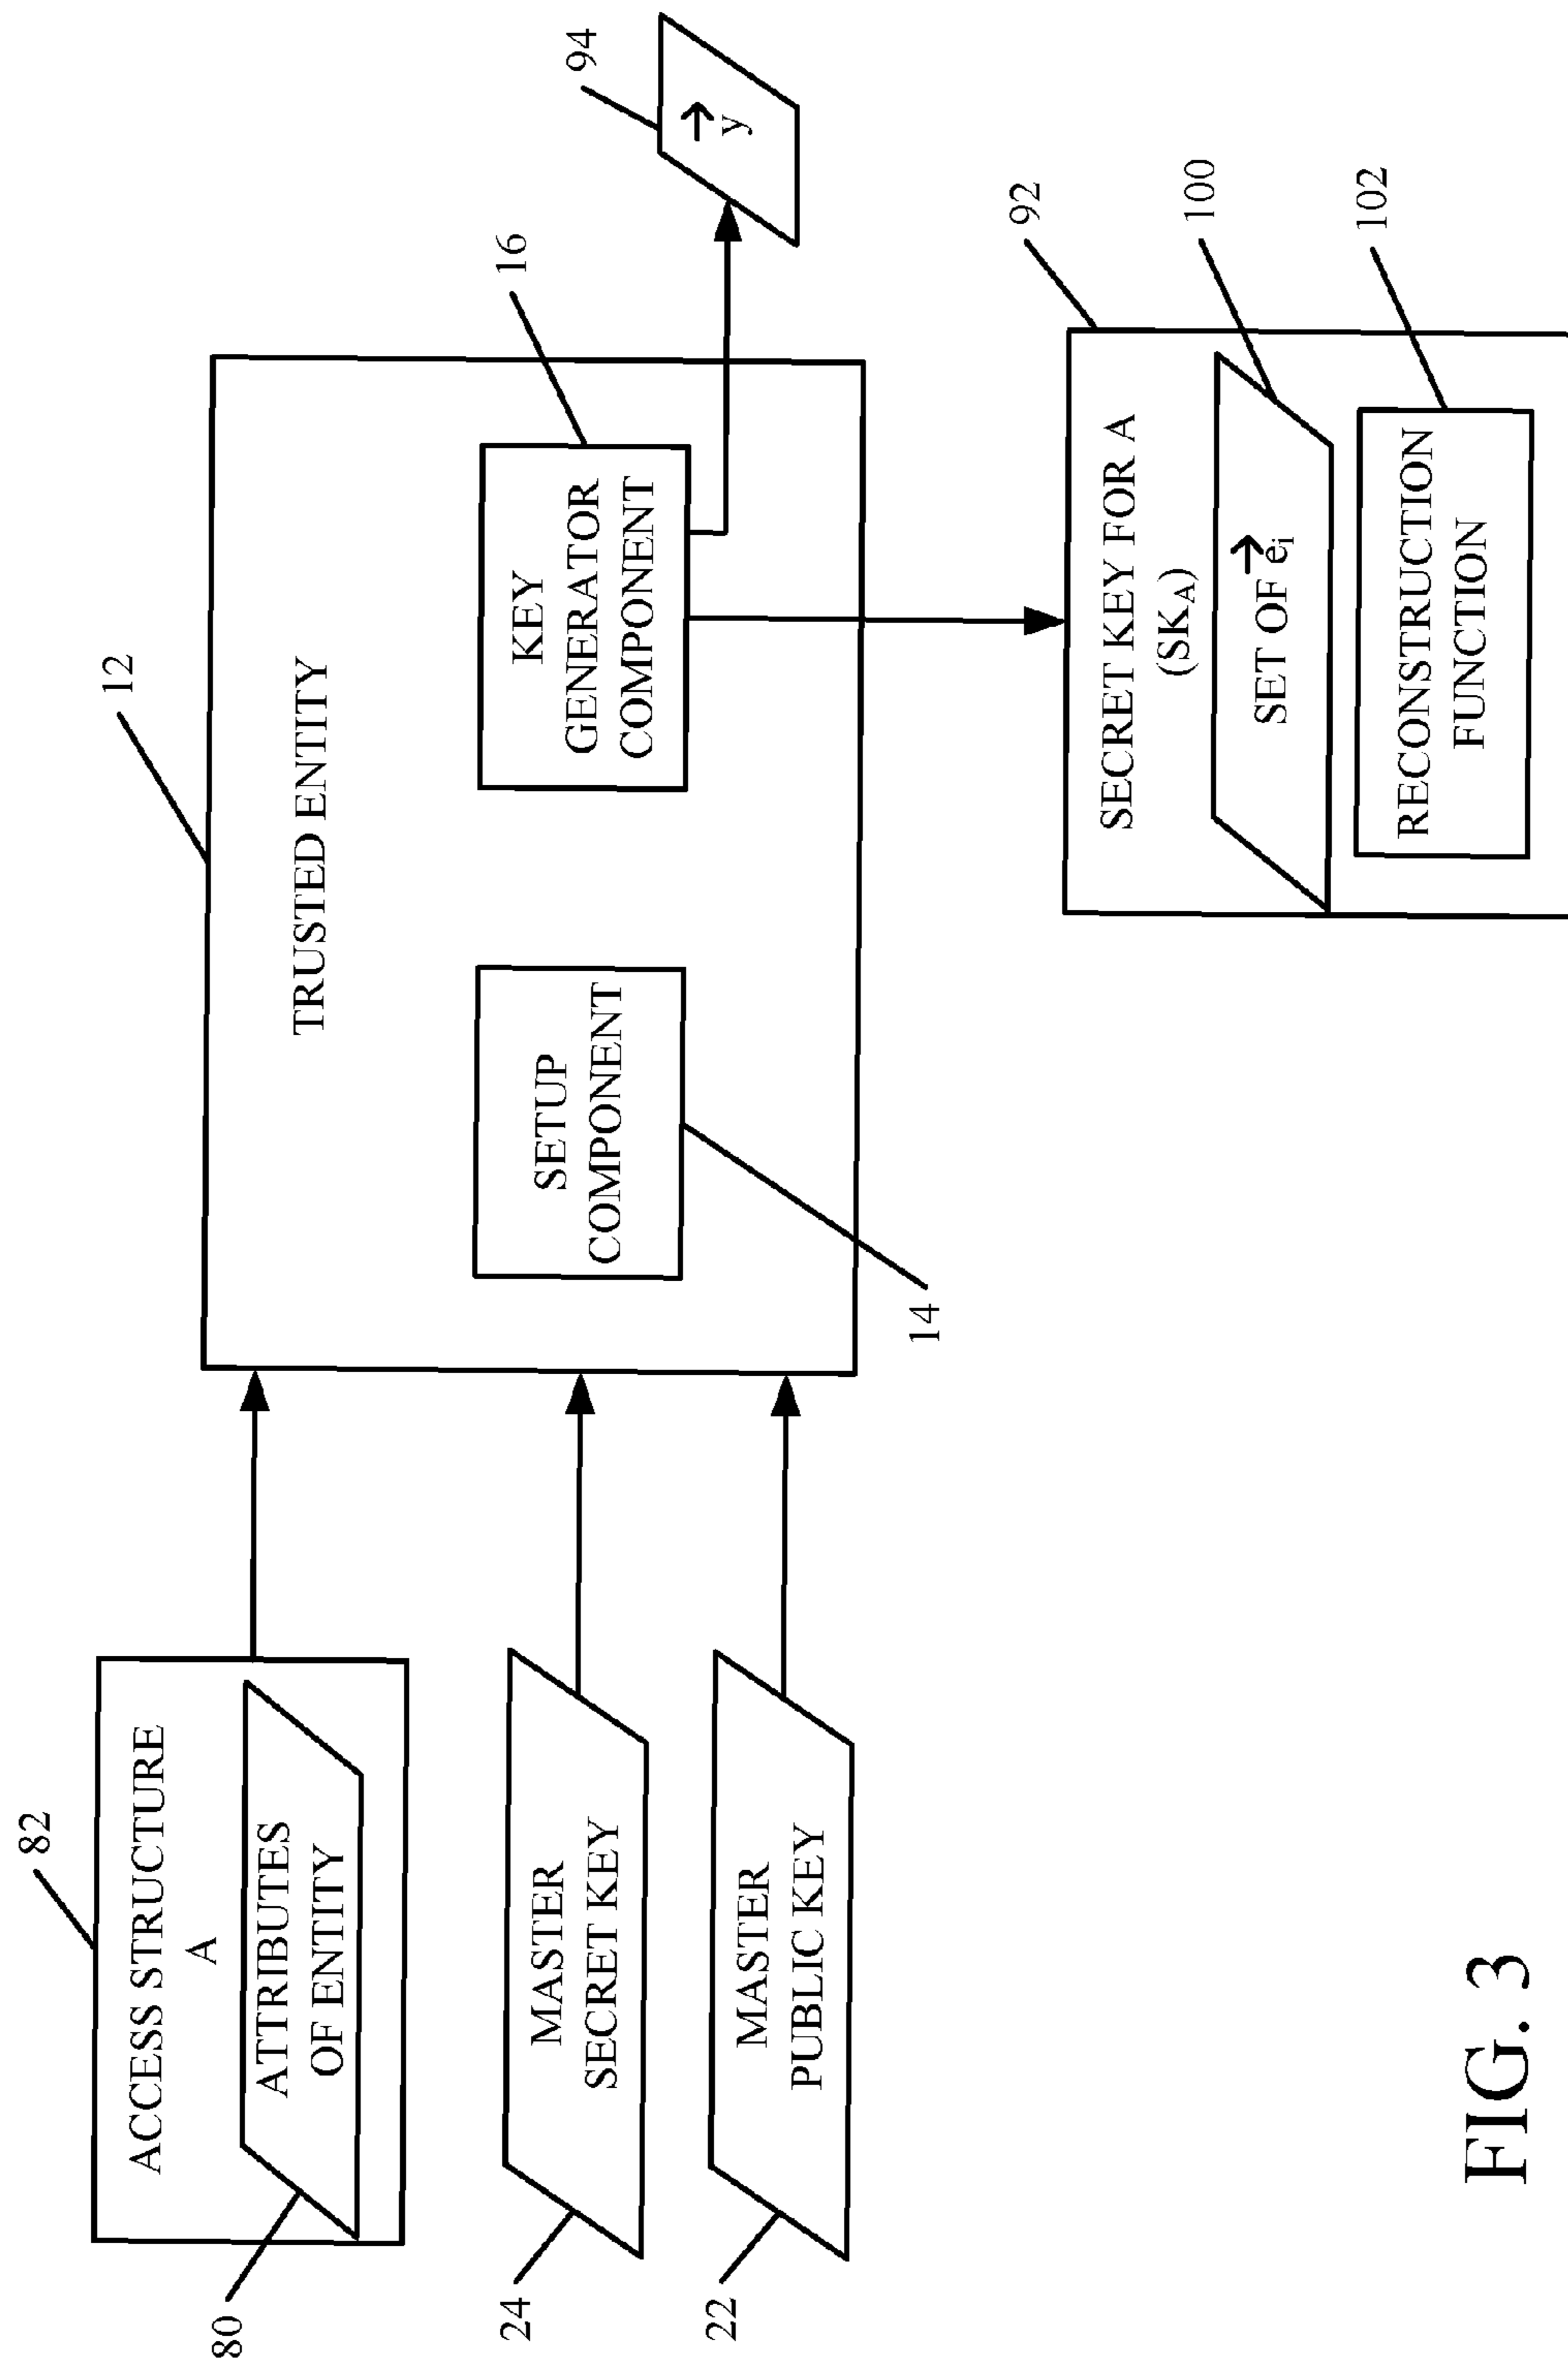 82
ACCESS STRUCTURE
A
ATTRIBUTES
OF ENTITY
80
MASTER
SECRET KEY
24
MASTER
PUBLIC KEY
22
12
TRUSTED ENTITY
SETUP
COMPONENT
14
KEY
GENERATOR
COMPONENT
16
→
y
94
92
SECRET KEY FOR A
(SKA)
→
SET OF ei
100
RECONSTRUCTION
FUNCTION
102
FIG. 3